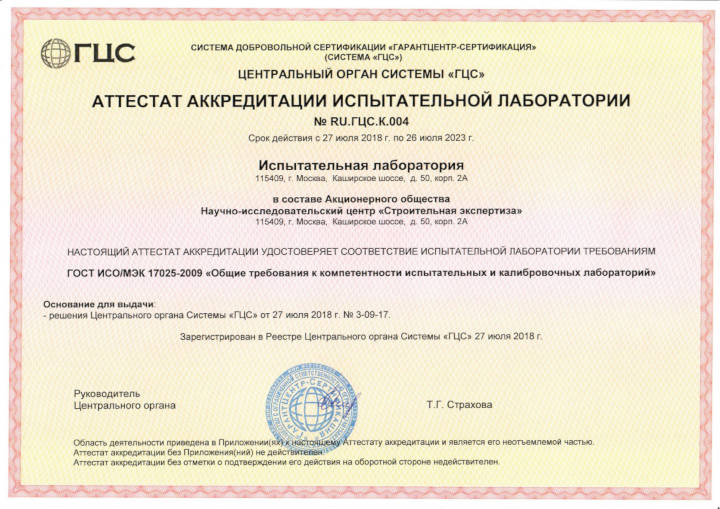 ГЦС
СИСТЕМА ДОБРОВОЛЬНОЙ СЕРТИФИКАЦИИ «ГАРАНТЦЕНТР-СЕРТИФИКАЦИЯ»
(СИСТЕМА «ГЦС»)
ЦЕНТРАЛЬНЫЙ ОРГАН СИСТЕМЫ «ГЦС»
АТТЕСТАТ АККРЕДИТАЦИИ ИСПЫТАТЕЛЬНОЙ ЛАБОРАТОРИИ
№ RU.ГЦС.К.004
Срок действия с 27 июля 2018 г. по 26 июля 2023 г.
Испытательная лаборатория
115409, г. Москва, Каширское шоссе, д. 50, корп. 2А
в составе Акционерного общества
Научно-исследовательский центр «Строительная экспертиза»
115409, г. Москва, Каширское шоссе, д. 50, корп. 2А
НАСТОЯЩИЙ АТТЕСТАТ АККРЕДИТАЦИИ УДОСТОВЕРЯЕТ СООТВЕТСТВИЕ ИСПЫТАТЕЛЬНОЙ ЛАБОРАТОРИИ ТРЕБОВАНИЯМ
ГОСТ ИСО/МЭК 17025-2009 «Общие требования к компетентности испытательных и калибровочных лабораторий»
Основание для выдачи:
- решения Центрального органа Системы «ГЦС» от 27 июля 2018 г. № 3-09-17.
Зарегистрирован в Реестре Центрального органа Системы «ГЦС» 27 июля 2018 г.
Руководитель
Центрального органа
Т.Г. Страхова
ГАРАНТЦЕНТР-СЕРТИФИКАЦИЯ
Область деятельности приведена в Приложении(ях) к настоящему Аттестату аккредитации и является его неотъемлемой частью.
Аттестат аккредитации без Приложения(ний) не действителен.
Аттестат аккредитации без отметки о подтверждении его действия на оборотной стороне недействителен.